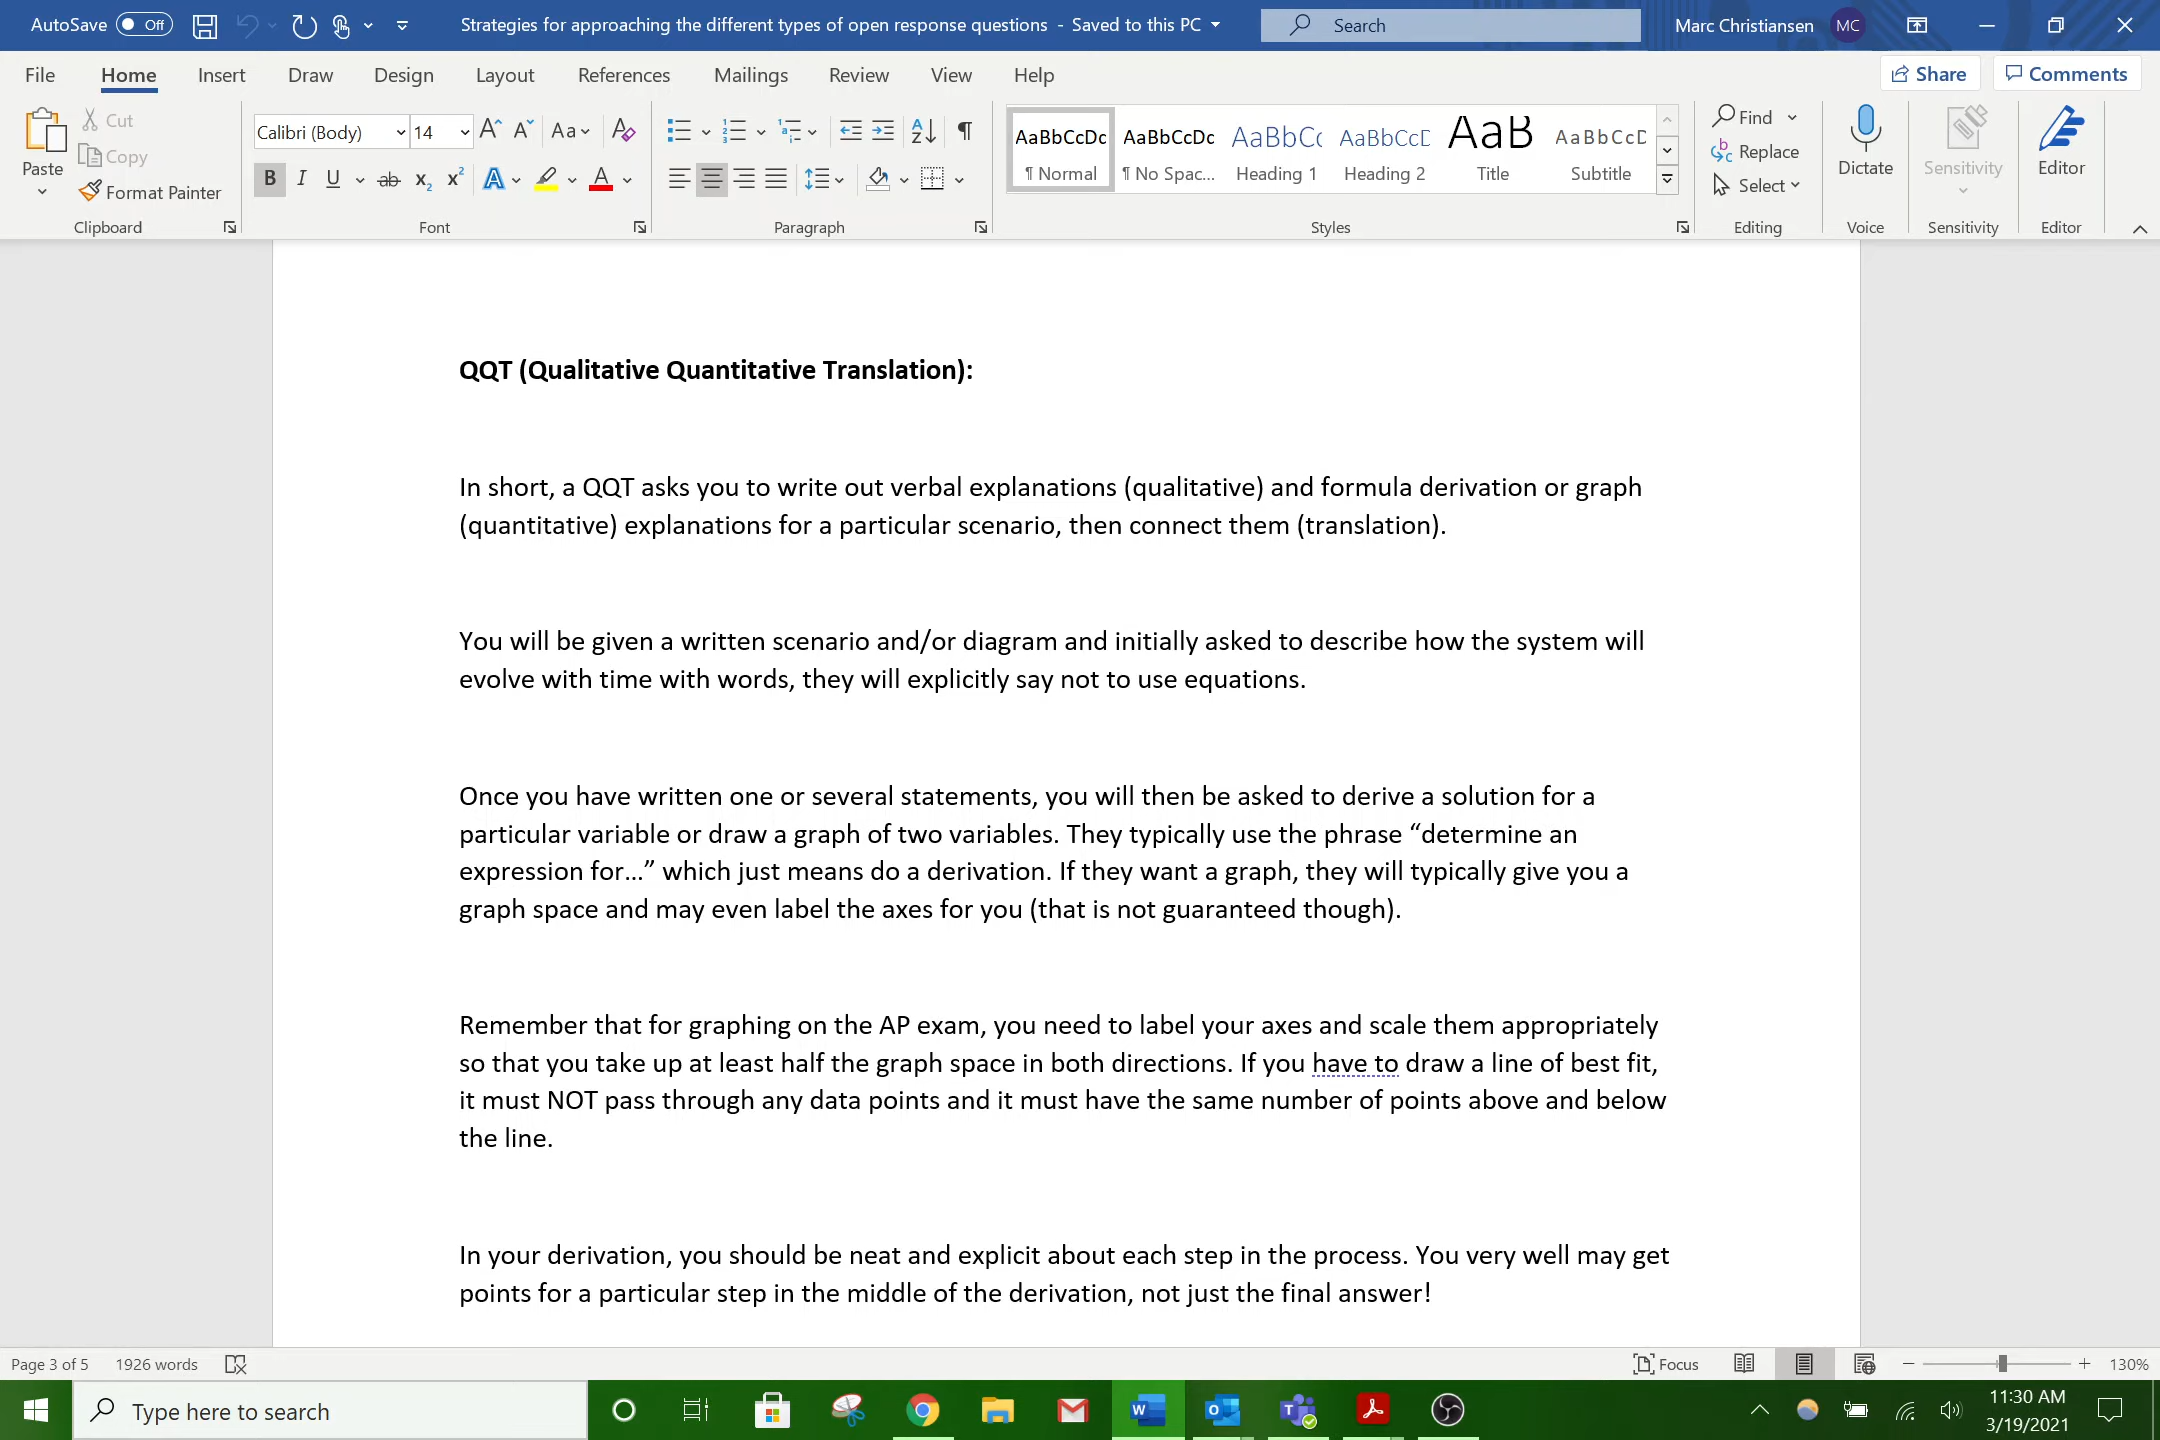 AutoSave Off Strategies for approaching the different types of open response questions - Saved to this PC Search Marc Christiansen MC
File Home Insert Draw Design Layout References Mailings Review View Help Share Comments
Paste Cut Copy Format Painter Clipboard
Calibri (Body) 14 Aa Font
Paragraph
AaBbCcDc ¶ Normal AaBbCcDc ¶ No Spac... AaBbCc Heading 1 AaBbCcD Heading 2 AaB Title AaBbCcD Subtitle Styles
Find Replace Select Editing
Dictate Voice
Sensitivity Sensitivity
Editor Editor
QQT (Qualitative Quantitative Translation):
In short, a QQT asks you to write out verbal explanations (qualitative) and formula derivation or graph
(quantitative) explanations for a particular scenario, then connect them (translation).
You will be given a written scenario and/or diagram and initially asked to describe how the system will
evolve with time with words, they will explicitly say not to use equations.
Once you have written one or several statements, you will then be asked to derive a solution for a
particular variable or draw a graph of two variables. They typically use the phrase “determine an
expression for…” which just means do a derivation. If they want a graph, they will typically give you a
graph space and may even label the axes for you (that is not guaranteed though).
Remember that for graphing on the AP exam, you need to label your axes and scale them appropriately
so that you take up at least half the graph space in both directions. If you have to draw a line of best fit,
it must NOT pass through any data points and it must have the same number of points above and below
the line.
In your derivation, you should be neat and explicit about each step in the process. You very well may get
points for a particular step in the middle of the derivation, not just the final answer!
Page 3 of 5 1926 words Focus 130%
Type here to search 11:30 AM
3/19/2021